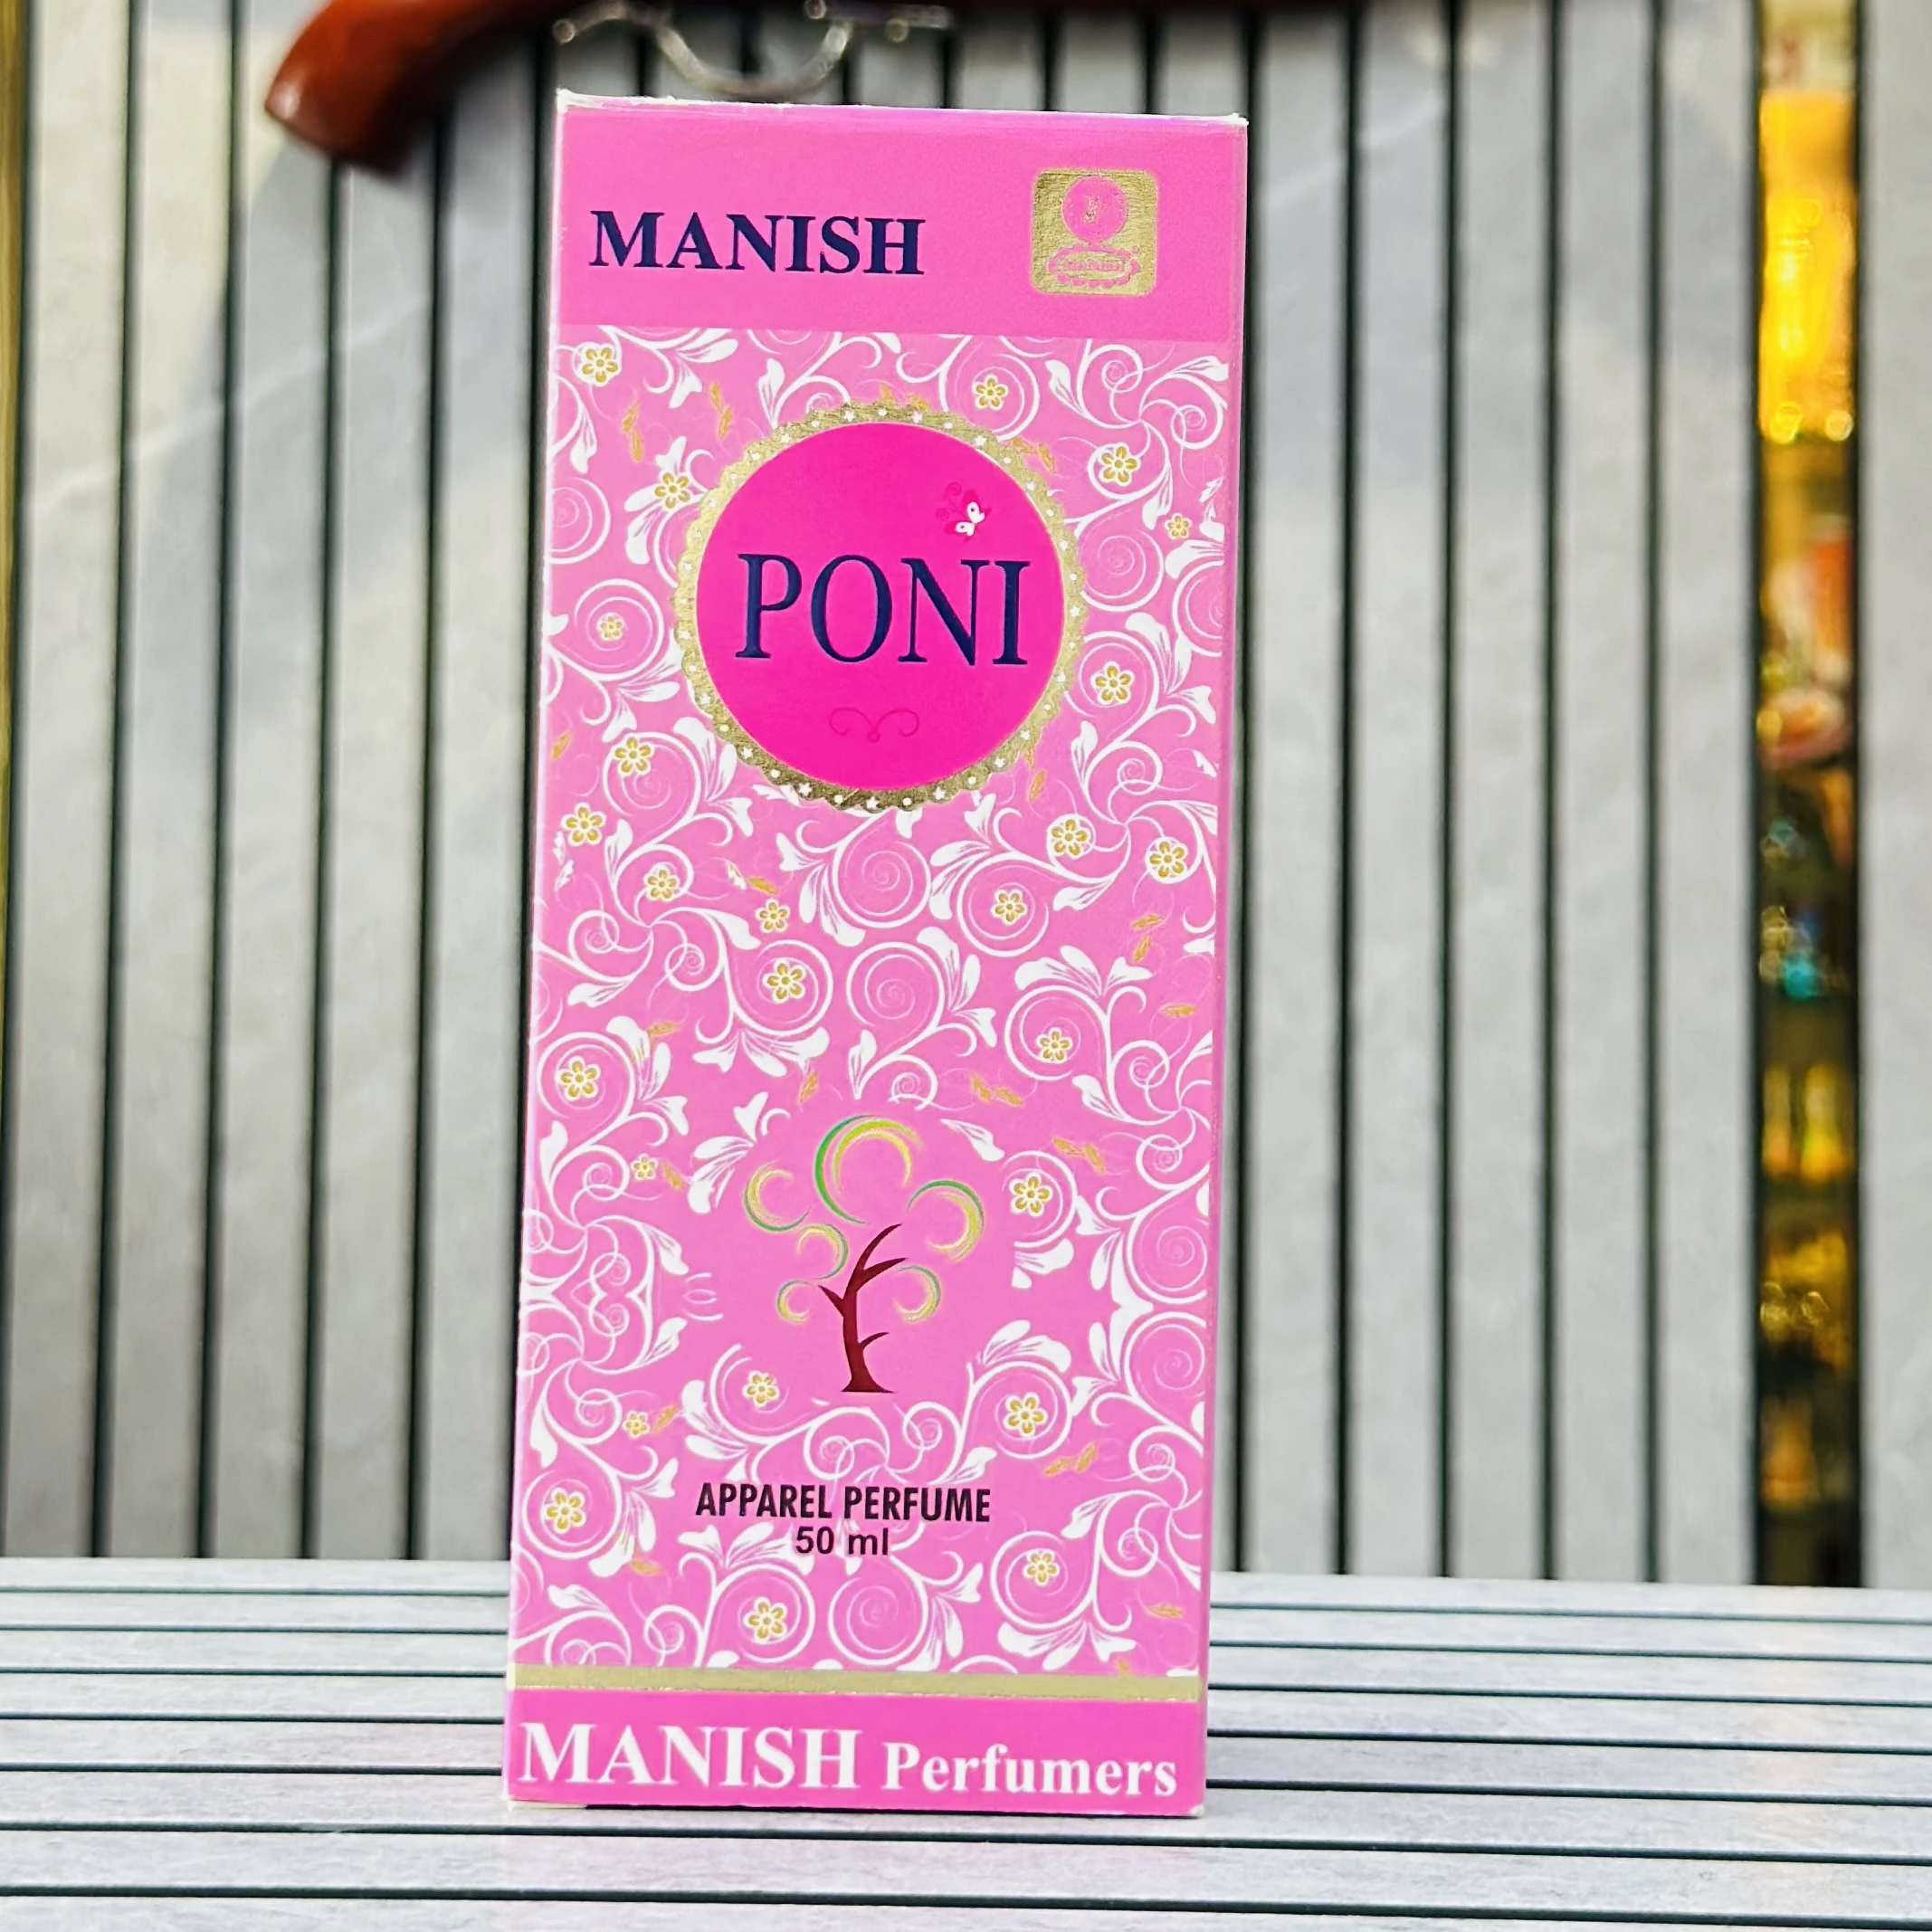 MANISH
PONI
APPAREL PERFUME
50 ml
MANISH Perfumers